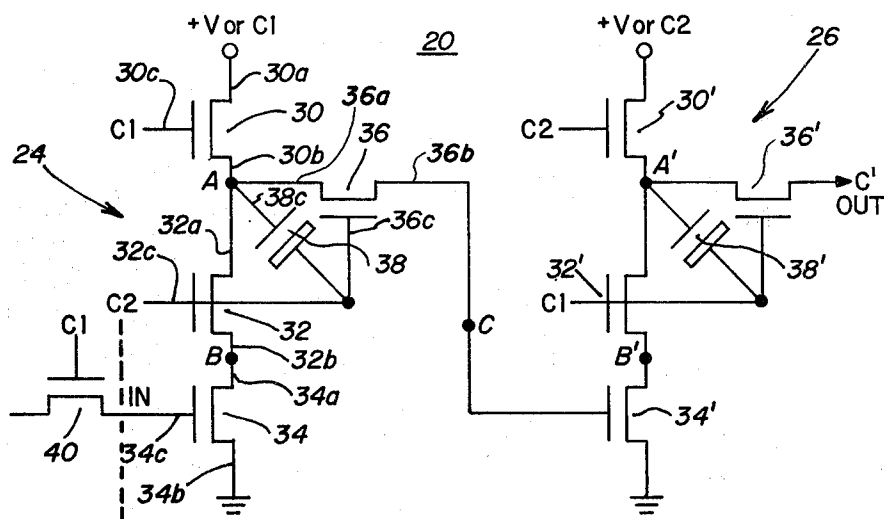 +V or C1
20
+V or C2
26
30c
30a
36a
C1
30
36
C2
30'
24
30b
36b
36'
A
A'
C'
OUT
38c
36c
32a
32c
38
32'
38'
C2
C1
32
C
C1
B
32b
B'
IN
34a
34
34'
40
34c
34b